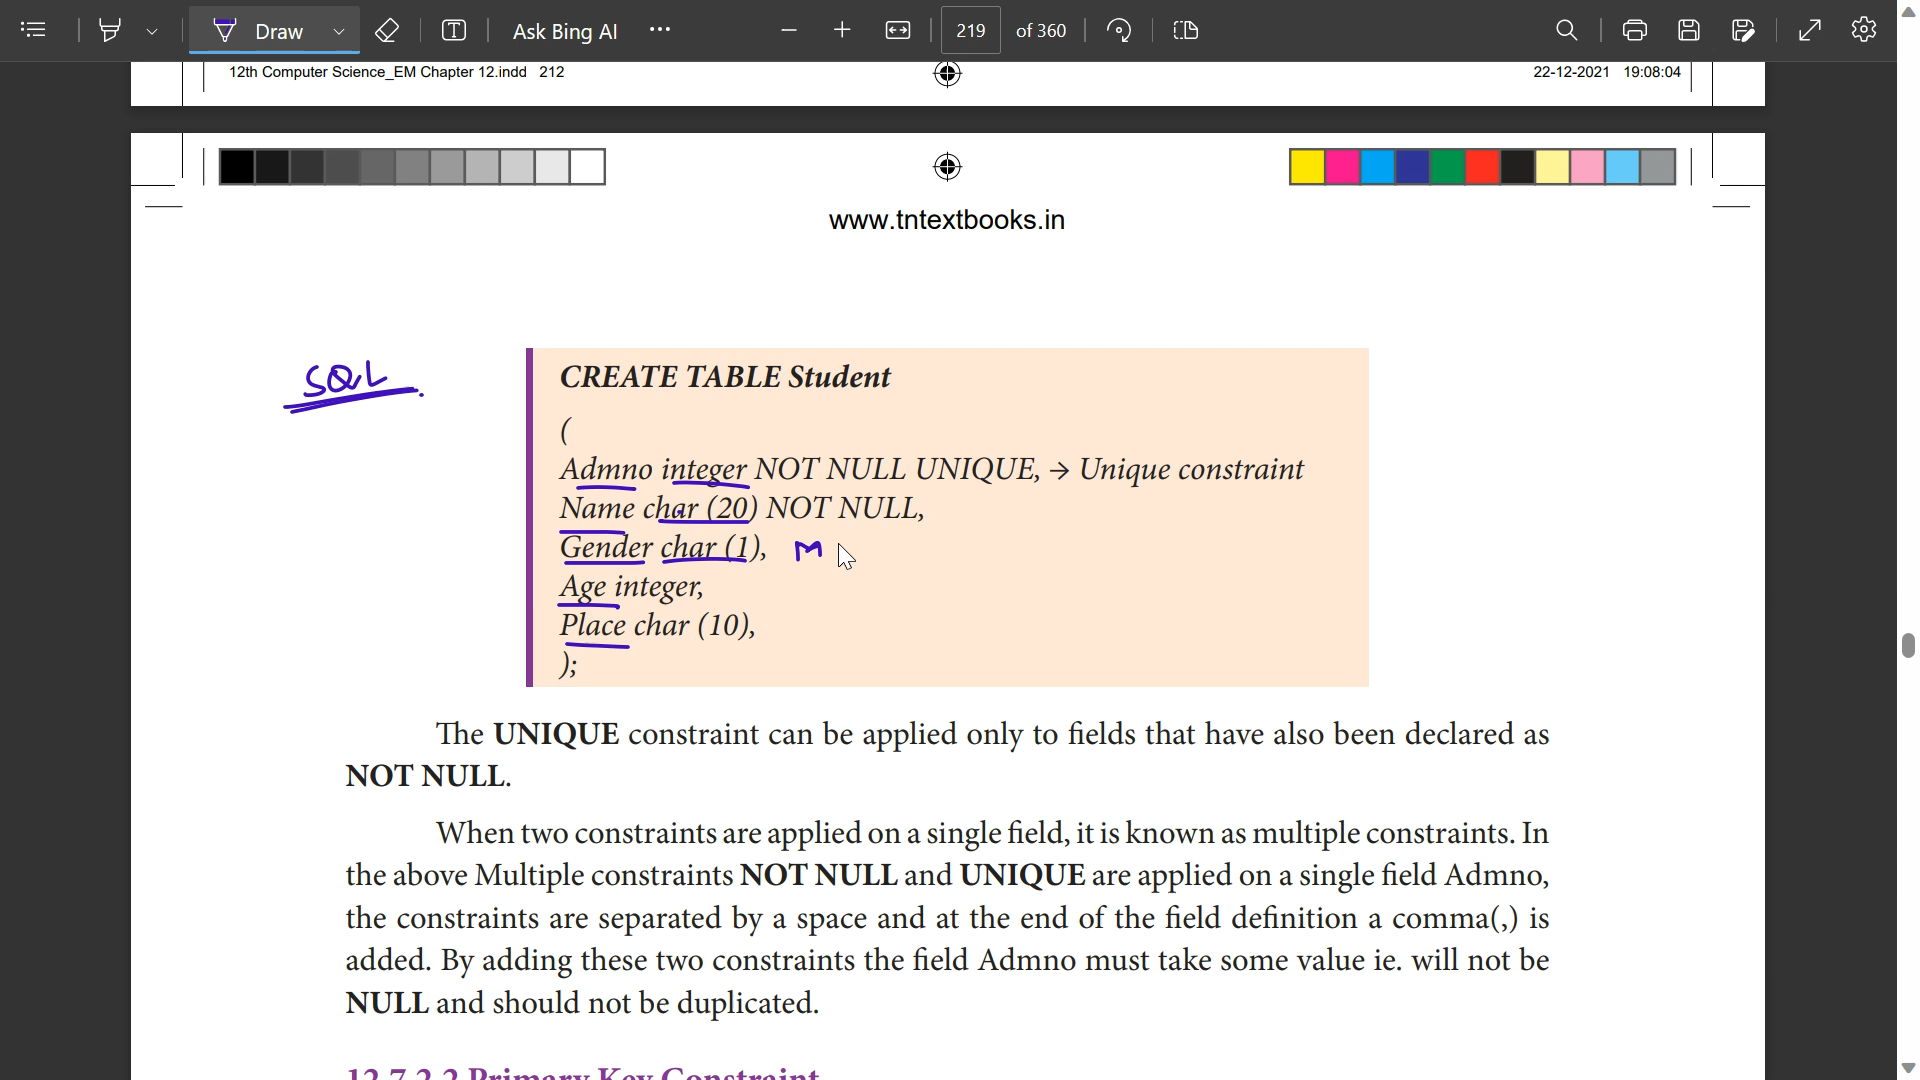 Draw
Ask Bing AI
219 of 360
12th Computer Science_EM Chapter 12.indd 212
22-12-2021 19:08:04
www.tntextbooks.in
SQL
CREATE TABLE Student
(
Admno integer NOT NULL UNIQUE, → Unique constraint
Name char (20) NOT NULL,
Gender char (1), M
Age integer,
Place char (10),
);
The UNIQUE constraint can be applied only to fields that have also been declared as
NOT NULL.
When two constraints are applied on a single field, it is known as multiple constraints. In
the above Multiple constraints NOT NULL and UNIQUE are applied on a single field Admno,
the constraints are separated by a space and at the end of the field definition a comma(,) is
added. By adding these two constraints the field Admno must take some value ie. will not be
NULL and should not be duplicated.
12.7.2.2 Primary Key Constraint